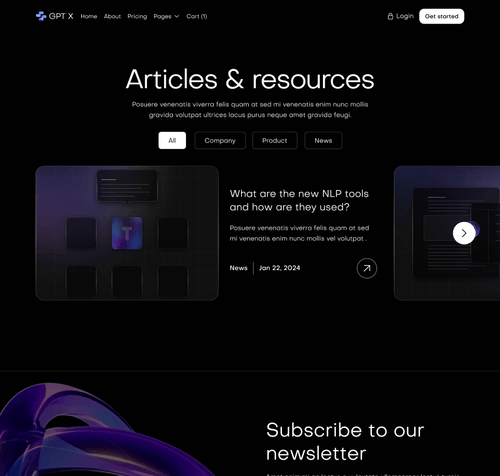 GPT X
Home
About
Pricing
Pages
Cart (1)
Login
Get started
Articles & resources
Posuere venenatis viverra felis quam at sed mi venenatis enim nunc mollis
gravida volutpat ultrices lacus purus neque amet gravida feugi.
All
Company
Product
News
T
What are the new NLP tools
and how are they used?
Posuere venenatis viverra felis quam at sed
mi venenatis enim nunc mollis vel volutpat .
News
Jan 22, 2024
Subscribe to our
newsletter